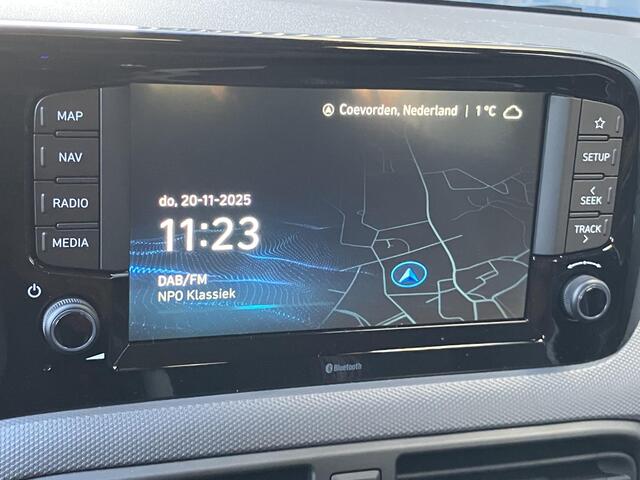 MAP
NAV
RADIO
MEDIA
Coevorden, Nederland | 1°C
do, 20-11-2025
11:23
DAB/FM
NPO Klassiek
SETUP
SEEK
TRACK
Bluetooth